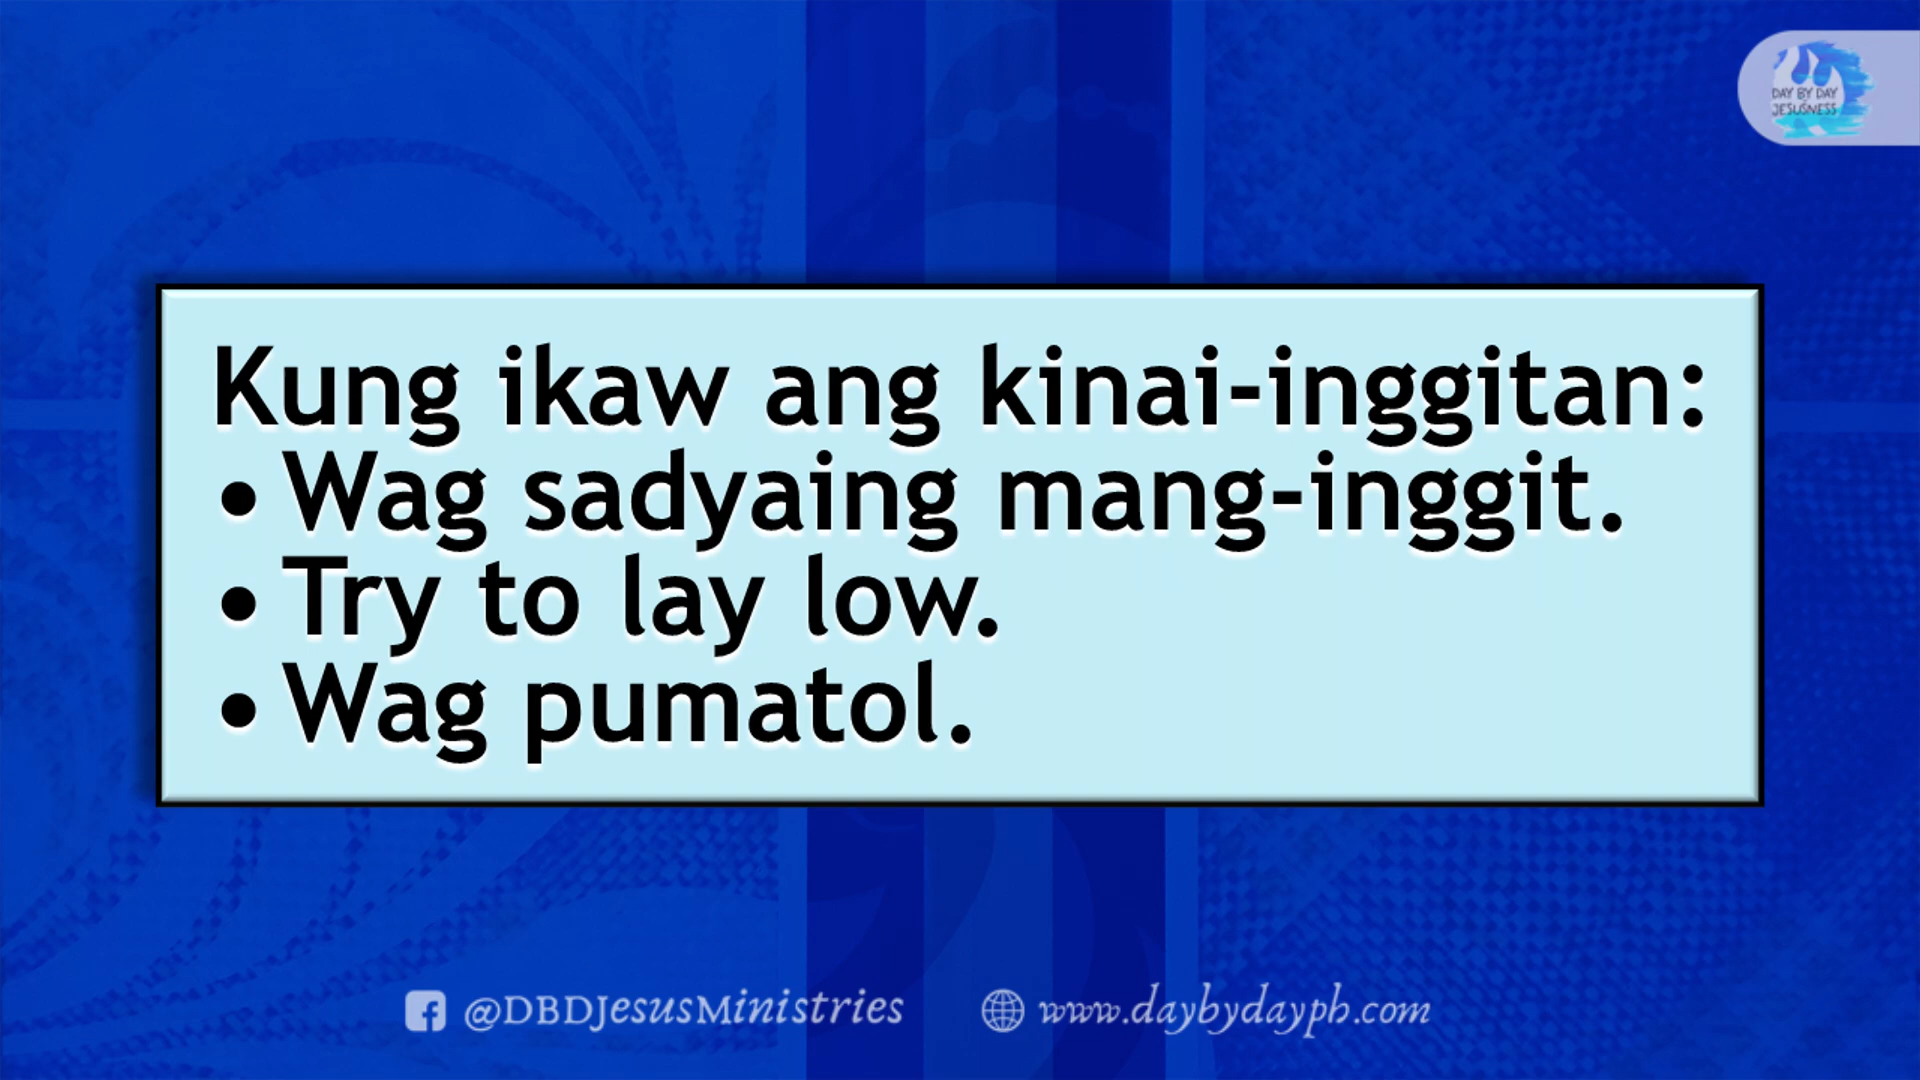 DAY BY DAY
JESUSNESS
Kung ikaw ang kinai-inggitan:
• Wag sadyaing mang-inggit.
• Try to lay low.
• Wag pumatol.
@DBDJesusMinistries
www.daybydayph.com